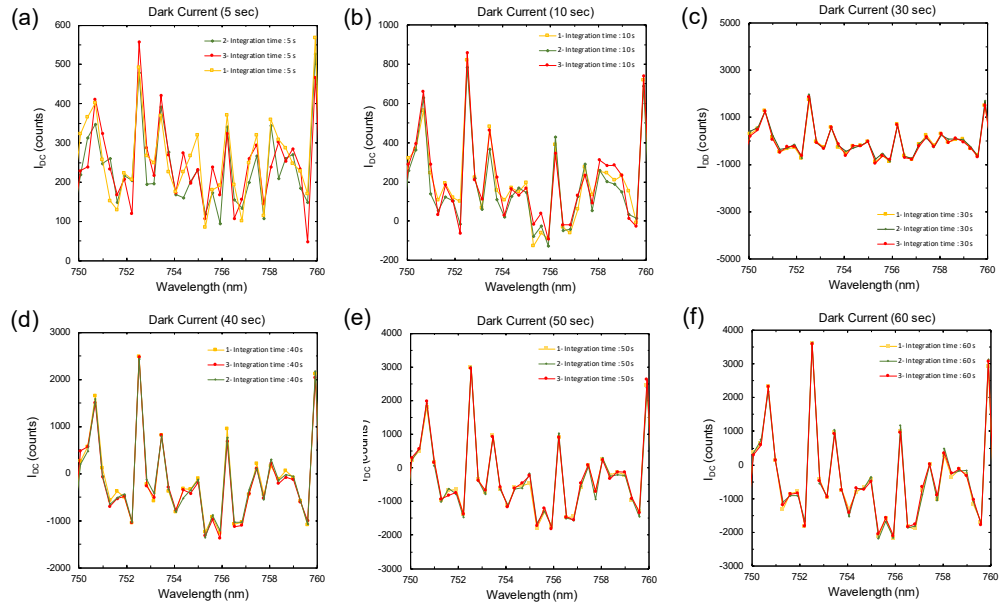 (a)
Dark Current (5 sec)
I_DC (counts)
600
500
400
300
200
100
0
2- Integration time : 5 s
3- Integration time : 5 s
1- Integration time : 5 s
750 752 754 756 758 760
Wavelength (nm)
(b)
Dark Current (10 sec)
I_DC (counts)
1000
800
600
400
200
0
-200
1- Integration time : 10 s
2- Integration time : 10 s
3- Integration time : 10 s
750 752 754 756 758 760
Wavelength (nm)
(c)
Dark Current (30 sec)
I_DD (counts)
5000
3000
1000
-1000
-3000
-5000
1- Integration time : 30 s
2- Integration time : 30 s
3- Integration time : 30 s
750 752 754 756 758 760
Wavelength (nm)
(d)
Dark Current (40 sec)
I_DC (counts)
3000
2000
1000
0
-1000
-2000
1- Integration time : 40 s
3- Integration time : 40 s
2- Integration time : 40 s
750 752 754 756 758 760
Wavelength (nm)
(e)
Dark Current (50 sec)
I_DC (counts)
4000
3000
2000
1000
0
-1000
-2000
-3000
1- Integration time : 50 s
2- Integration time : 50 s
3- Integration time : 50 s
750 752 754 756 758 760
Wavelength (nm)
(f)
Dark Current (60 sec)
I_DC (counts)
4000
3000
2000
1000
0
-1000
-2000
-3000
1- Integration time : 60 s
2- Integration time : 60 s
3- Integration time : 60 s
750 752 754 756 758 760
Wavelength (nm)